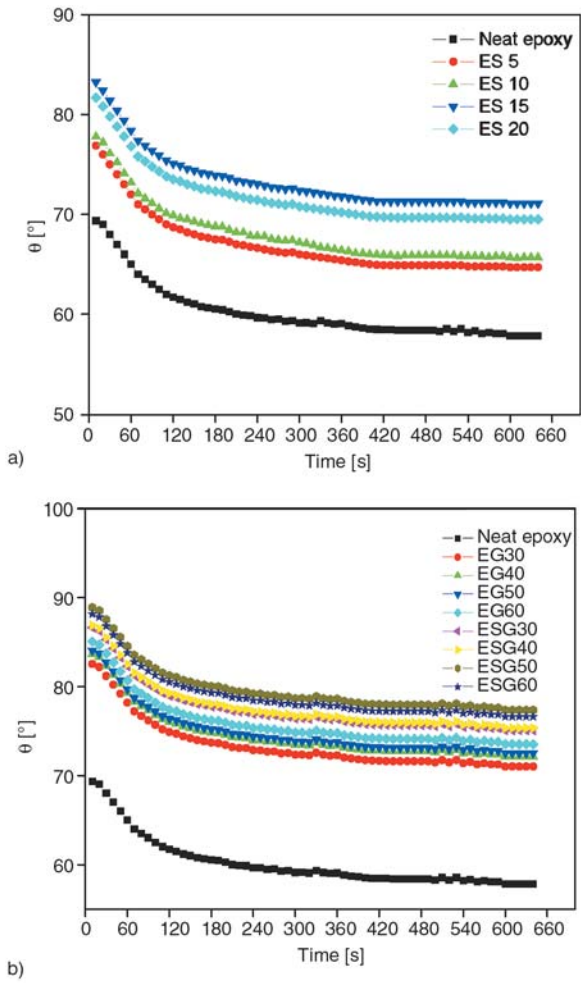 90
80
70
60
50
θ [°]
Neat epoxy
ES 5
ES 10
ES 15
ES 20
0 60 120 180 240 300 360 420 480 540 600 660
Time [s]
a)
100
90
80
70
60
θ [°]
Neat epoxy
EG30
EG40
EG50
EG60
ESG30
ESG40
ESG50
ESG60
0 60 120 180 240 300 360 420 480 540 600 660
Time [s]
b)